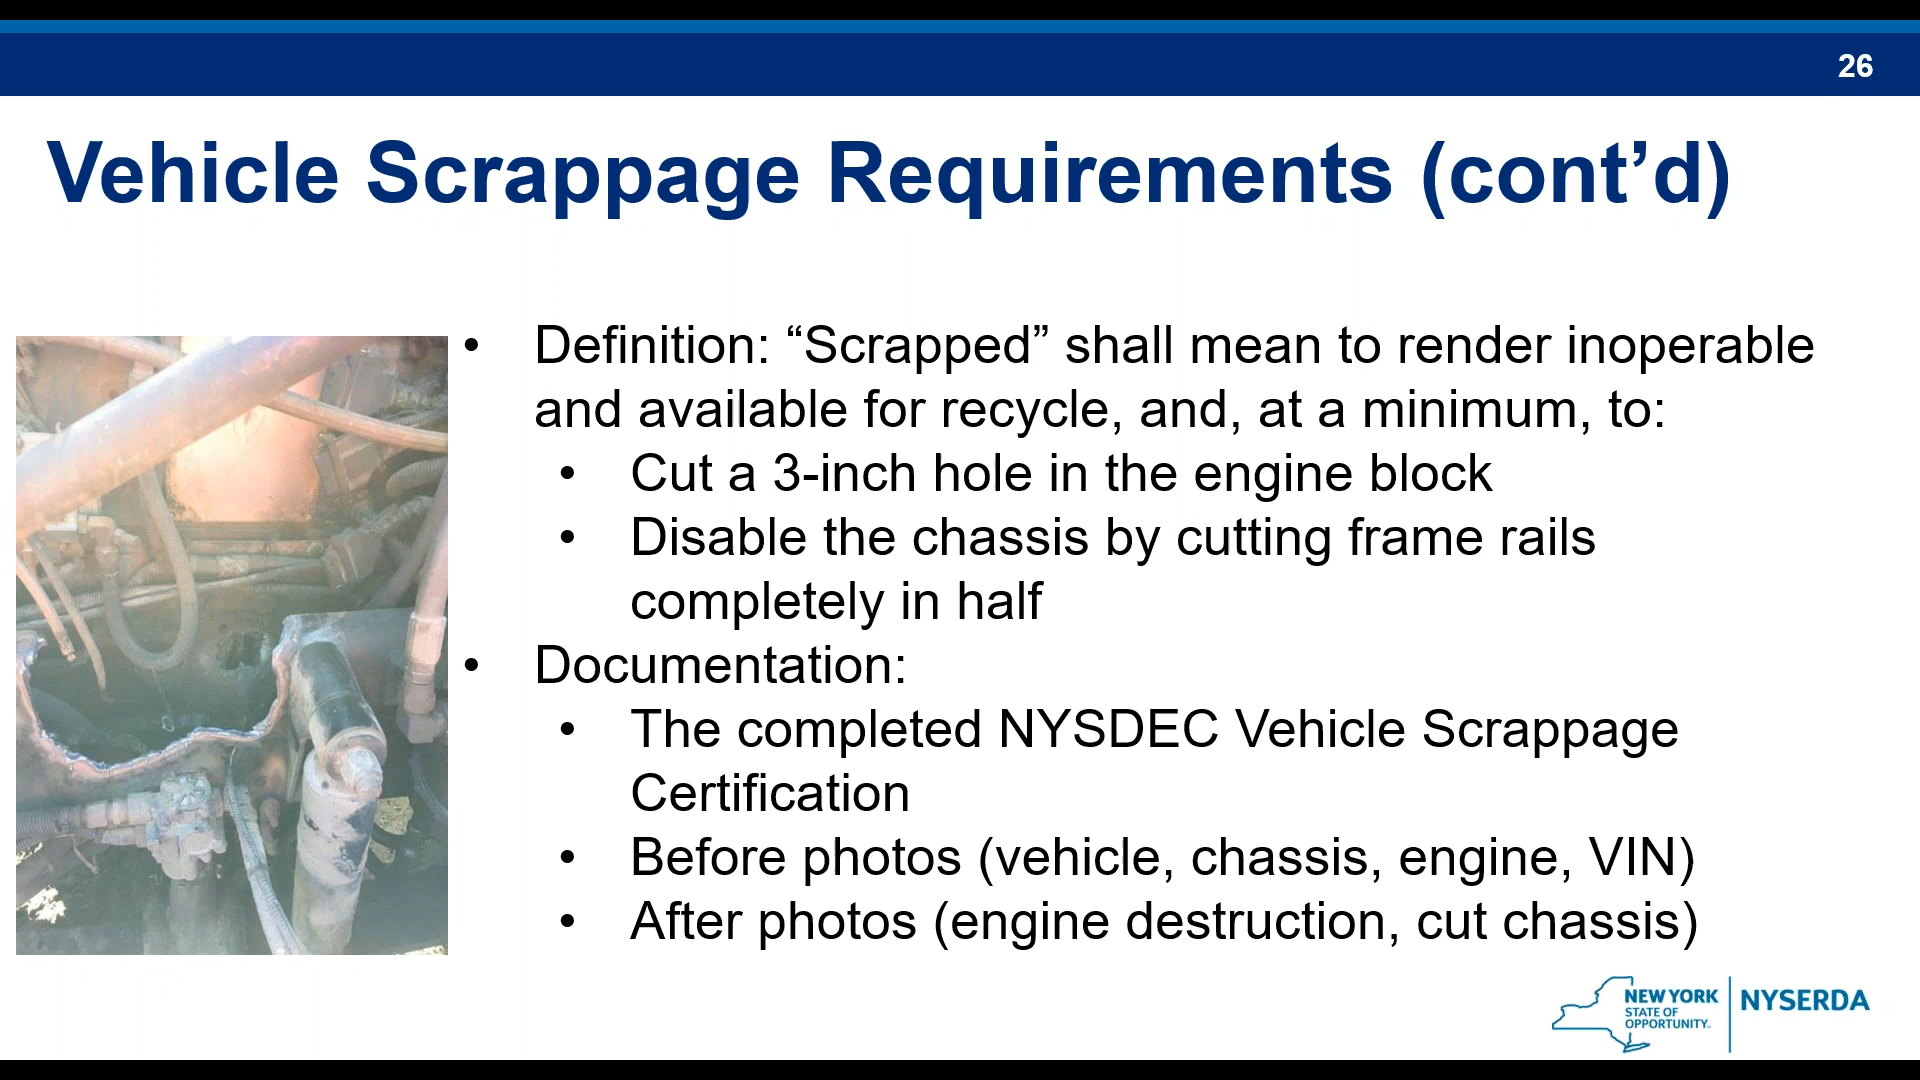 26
Vehicle Scrappage Requirements (cont’d)
• Definition: “Scrapped” shall mean to render inoperable
and available for recycle, and, at a minimum, to:
• Cut a 3-inch hole in the engine block
• Disable the chassis by cutting frame rails
completely in half
• Documentation:
• The completed NYSDEC Vehicle Scrappage
Certification
• Before photos (vehicle, chassis, engine, VIN)
• After photos (engine destruction, cut chassis)
NEW YORK
STATE OF
OPPORTUNITY.
NYSERDA